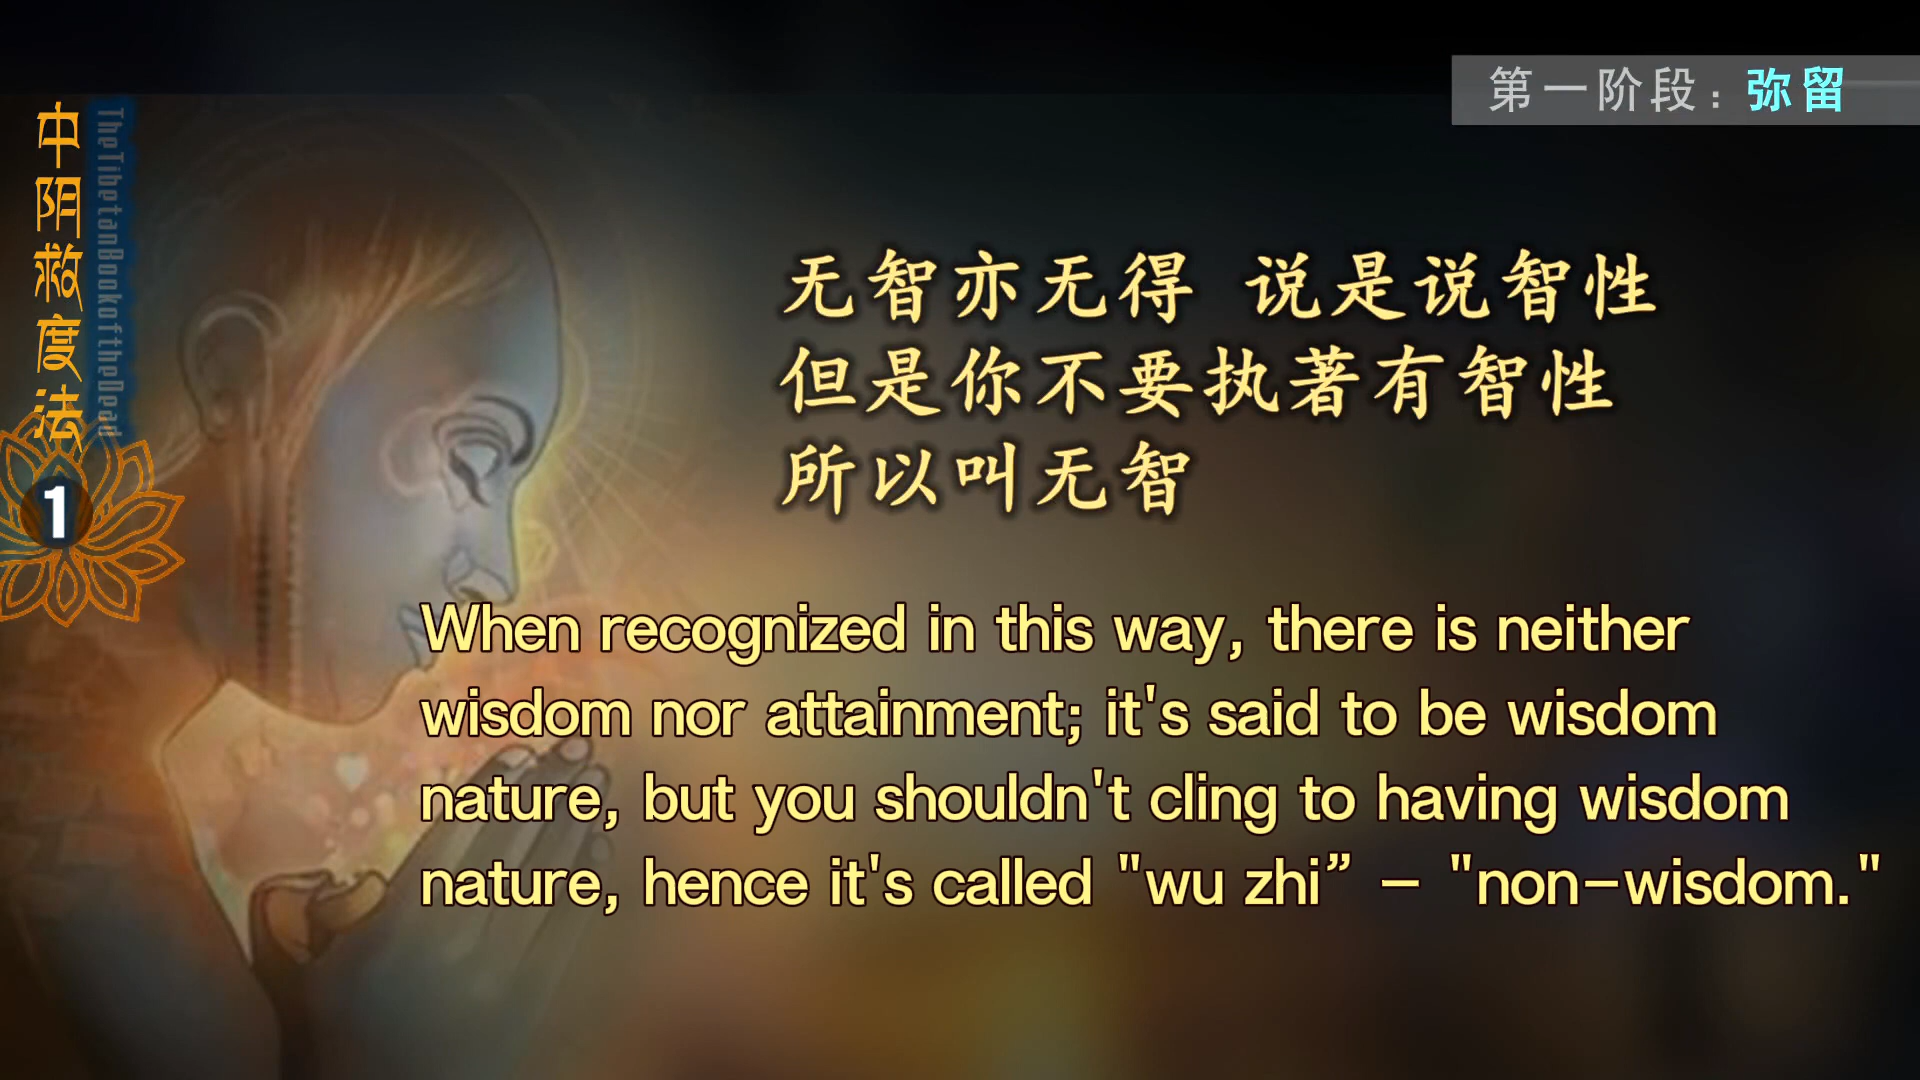 第一阶段：弥留
中阴救度法
TheTibetanBookoftheDead
1
无智亦无得 说是说智性
但是你不要执著有智性
所以叫无智
When recognized in this way, there is neither
wisdom nor attainment; it's said to be wisdom
nature, but you shouldn't cling to having wisdom
nature, hence it's called "wu zhi” – "non-wisdom."